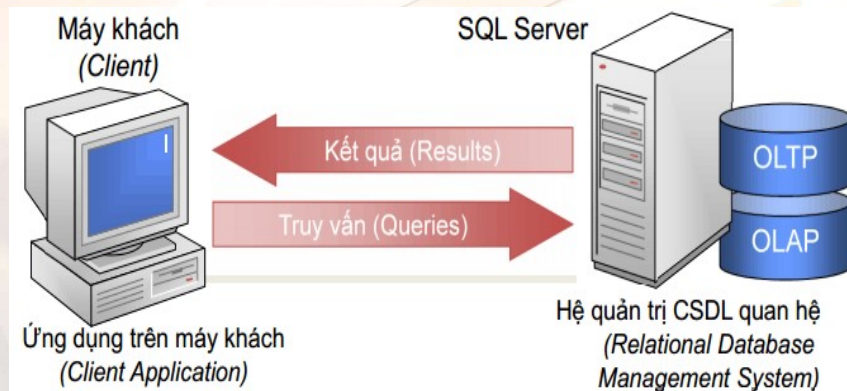 Máy khách
(Client)
SQL Server
Kết quả (Results)
Truy vấn (Queries)
OLTP
OLAP
Ứng dụng trên máy khách
(Client Application)
Hệ quản trị CSDL quan hệ
(Relational Database
Management System)